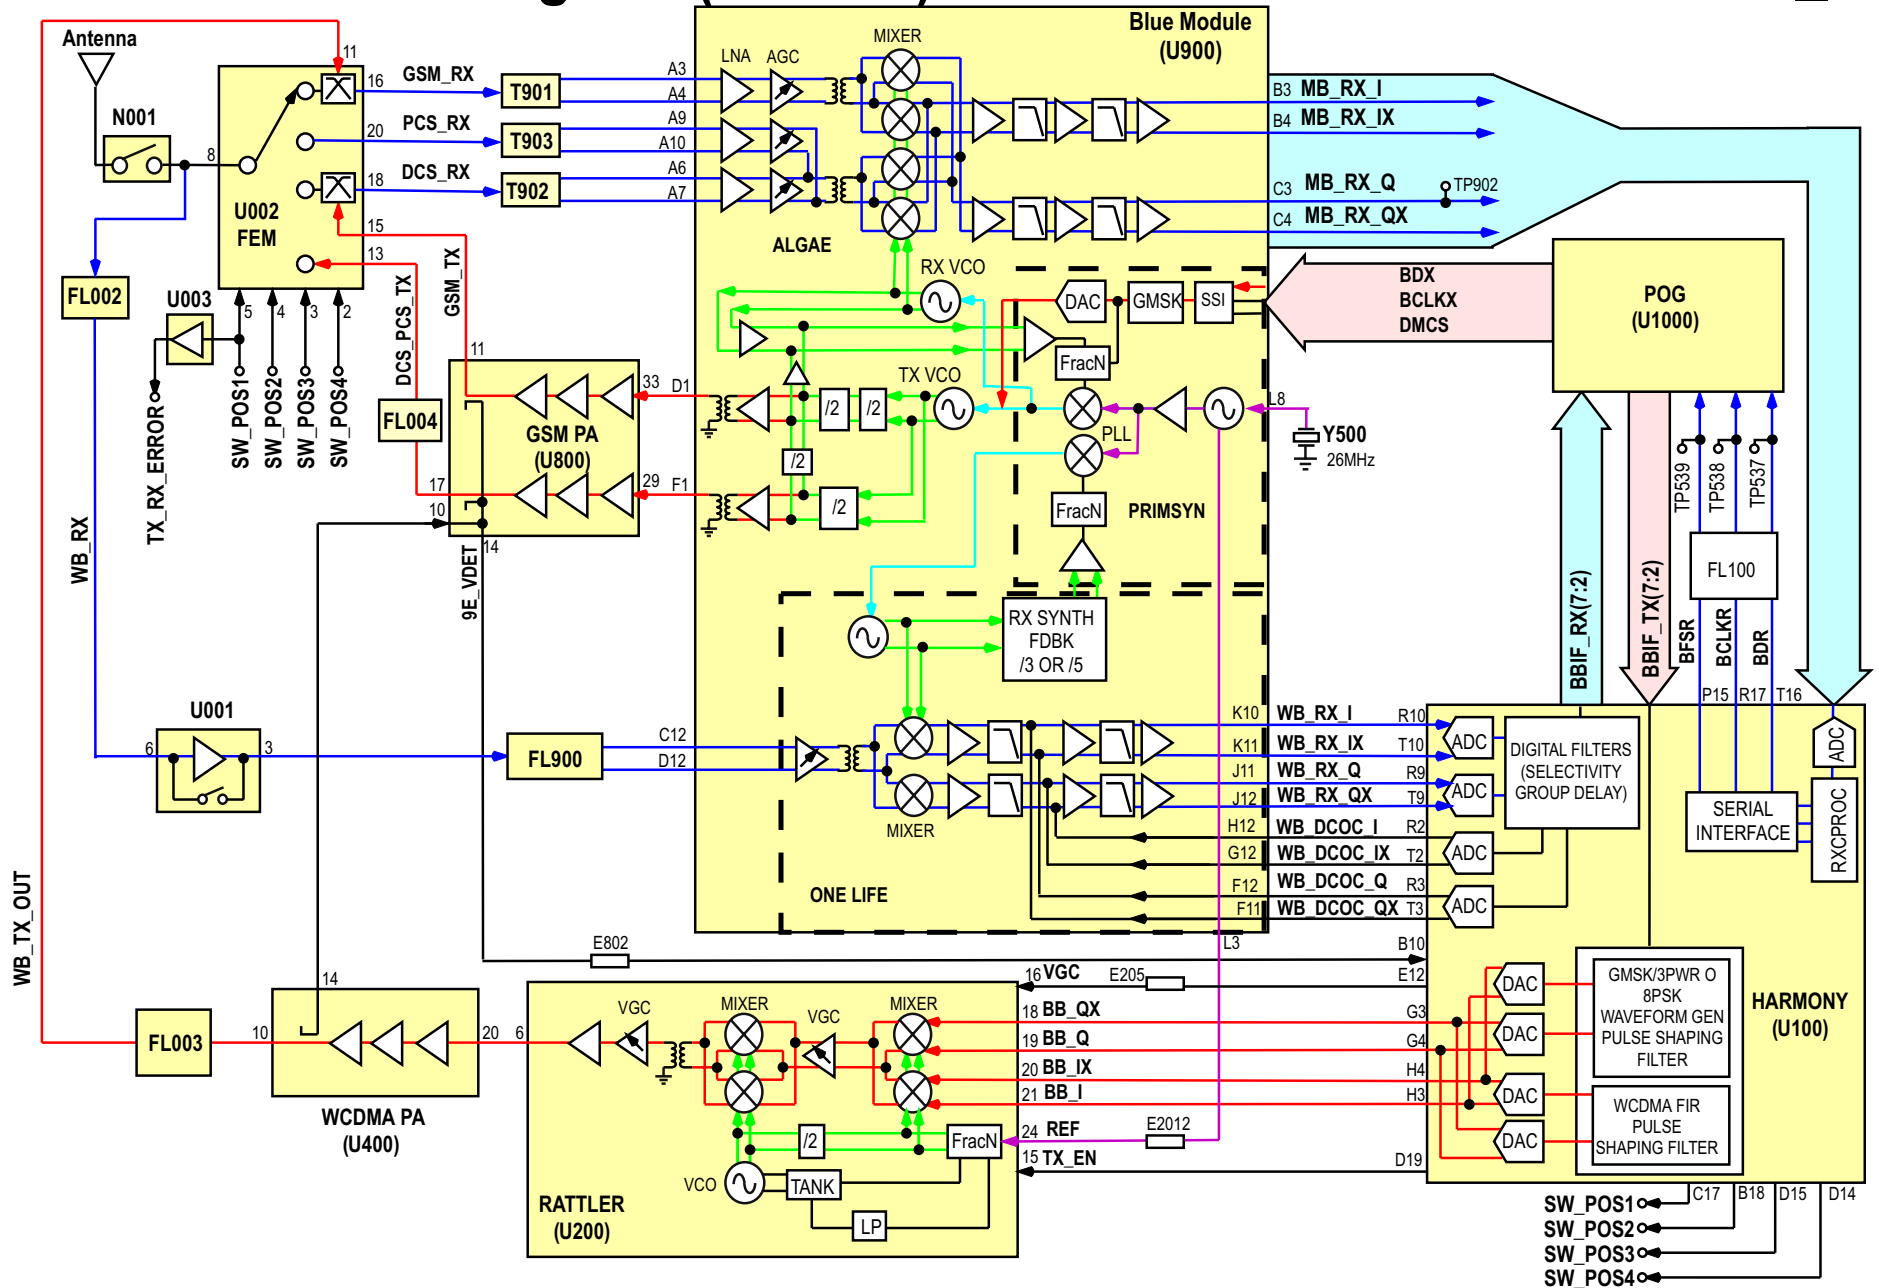 Antenna
N001
8
11
16
GSM_RX
T901
20
PCS_RX
T903
18
DCS_RX
T902
U002
FEM
15
13
5
4
3
2
FL002
U003
TX_RX_ERROR
SW_POS1
SW_POS2
SW_POS3
SW_POS4
DCS_PCS_TX
GSM_TX
FL004
11
33
D1
GSM PA
(U800)
17
29
F1
10
14
9E_VDET
WB_RX
WB_TX_OUT
Blue Module
(U900)
A3
A4
A9
A10
A6
A7
LNA
AGC
MIXER
ALGAE
B3 MB_RX_I
B4 MB_RX_IX
C3 MB_RX_Q
TP902
C4 MB_RX_QX
RX VCO
DAC
GMSK
SSI
FracN
TX VCO
/2
/2
/2
/2
PLL
FracN
PRIMSYN
L8
Y500
26MHz
BDX
BCLKX
DMCS
POG
(U1000)
TP539
TP538
TP537
FL100
BBIF_RX(7:2)
BBIF_TX(7:2)
BFSR
BCLKR
BDR
P15
R17
T16
RX SYNTH
FDBK
/3 OR /5
U001
6
3
FL900
C12
D12
MIXER
ONE LIFE
K10 WB_RX_I R10
K11 WB_RX_IX T10
J11 WB_RX_Q R9
J12 WB_RX_QX T9
H12 WB_DCOC_I R2
G12 WB_DCOC_IX T2
F12 WB_DCOC_Q R3
F11 WB_DCOC_QX T3
L3
ADC
ADC
ADC
ADC
DIGITAL FILTERS
(SELECTIVITY
GROUP DELAY)
SERIAL
INTERFACE
ADC
RXCPROC
E802
B10
16 VGC
E205
E12
18 BB_QX
G3
19 BB_Q
G4
20 BB_IX
H4
21 BB_I
H3
24 REF
E2012
15 TX_EN
D19
DAC
DAC
DAC
DAC
GMSK/3PWR O
8PSK
WAVEFORM GEN
PULSE SHAPING
FILTER
WCDMA FIR
PULSE
SHAPING FILTER
HARMONY
(U100)
C17
B18
D15
D14
SW_POS1
SW_POS2
SW_POS3
SW_POS4
FL003
10
14
20
WCDMA PA
(U400)
6
VGC
MIXER
VGC
MIXER
/2
FracN
VCO
TANK
LP
RATTLER
(U200)